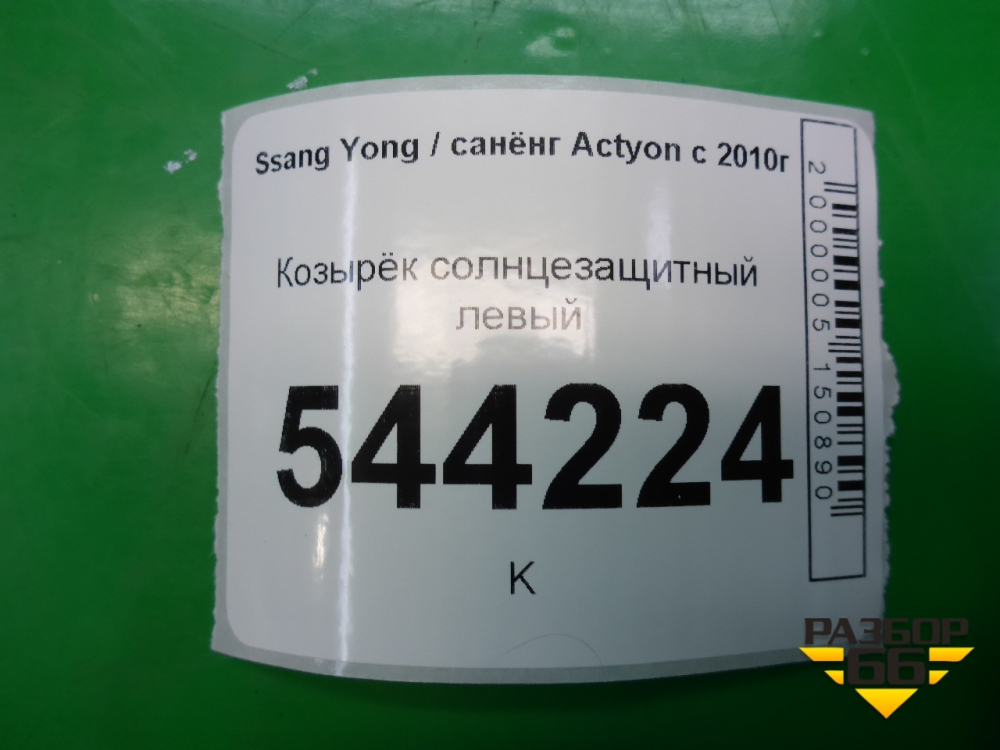 Ssang Yong / санёнг Actyon с 2010г
Козырёк солнцезащитный
левый
544224
К
2000005150890
РАЗБОР
66